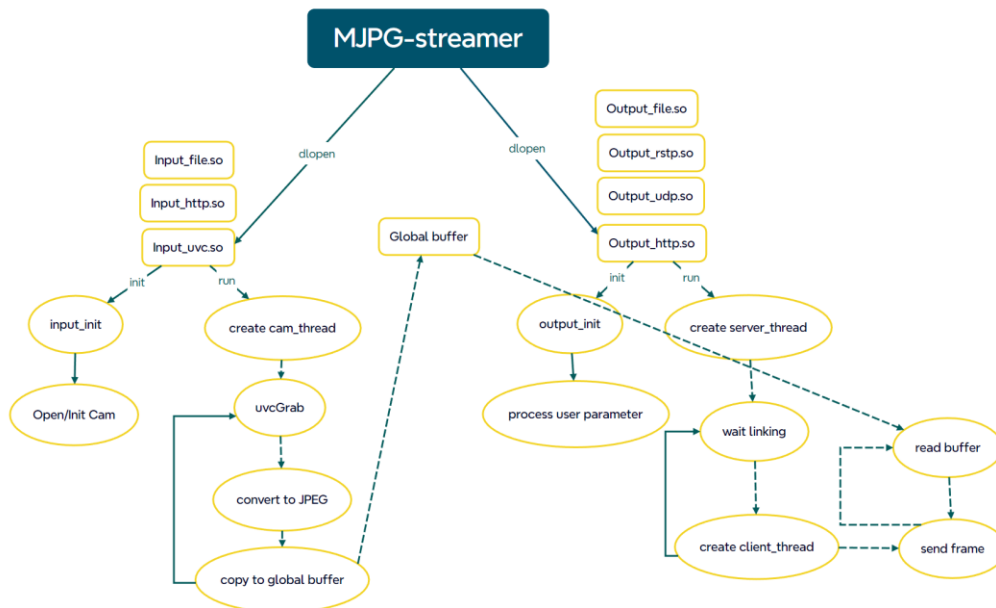 MJPG-streamer
dlopen
dlopen
Input_file.so
Input_http.so
Input_uvc.so
init
run
input_init
create cam_thread
Open/Init Cam
uvcGrab
convert to JPEG
copy to global buffer
Global buffer
Output_file.so
Output_rstp.so
Output_udp.so
Output_http.so
init
run
output_init
create server_thread
process user parameter
wait linking
create client_thread
read buffer
send frame